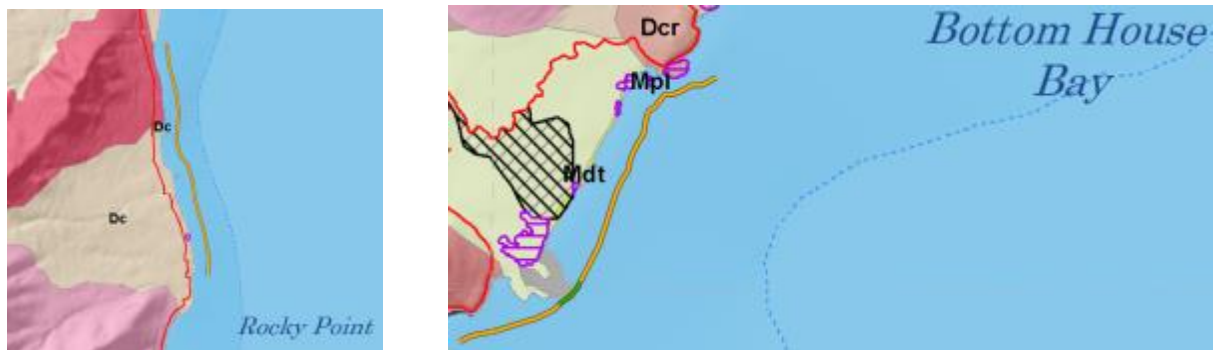 Dc
Dc
Rocky Point
Dcr
Bottom House
Bay
Mpl
Mdt